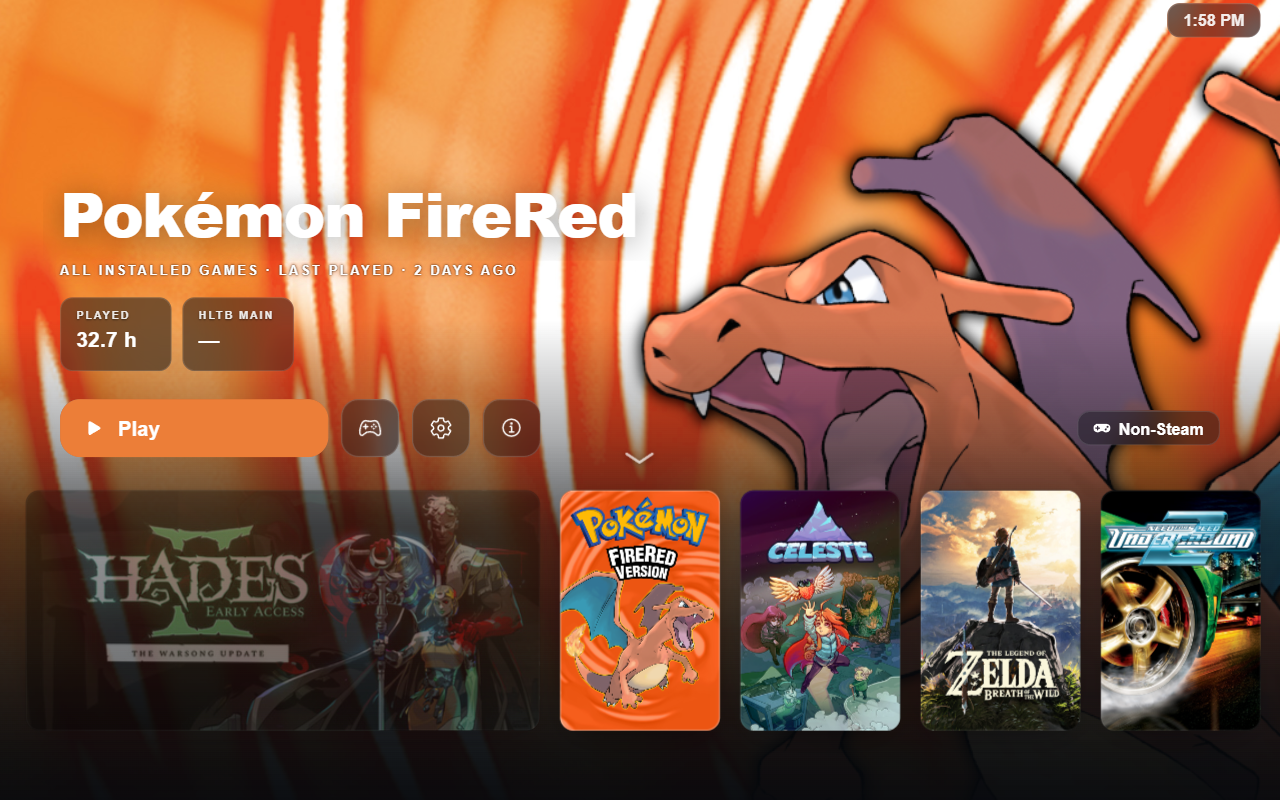 1:58 PM
Pokémon FireRed
ALL INSTALLED GAMES · LAST PLAYED · 2 DAYS AGO
PLAYED
32.7 h
HLTB MAIN
—
Play
Non-Steam
HADES
II
EARLY ACCESS
THE WARSONG UPDATE
POKéMON
FIRERED
VERSION
CELESTE
THE LEGEND OF
ZELDA
BREATH OF THE WILD
NEED FOR SPEED
UNDERGROUND
2